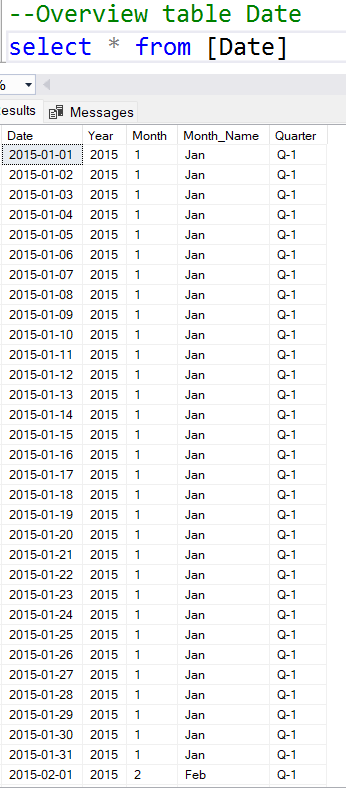 --Overview table Date
select * from [Date]
%
esults Messages
Date Year Month Month_Name Quarter
2015-01-01 2015 1 Jan Q-1
2015-01-02 2015 1 Jan Q-1
2015-01-03 2015 1 Jan Q-1
2015-01-04 2015 1 Jan Q-1
2015-01-05 2015 1 Jan Q-1
2015-01-06 2015 1 Jan Q-1
2015-01-07 2015 1 Jan Q-1
2015-01-08 2015 1 Jan Q-1
2015-01-09 2015 1 Jan Q-1
2015-01-10 2015 1 Jan Q-1
2015-01-11 2015 1 Jan Q-1
2015-01-12 2015 1 Jan Q-1
2015-01-13 2015 1 Jan Q-1
2015-01-14 2015 1 Jan Q-1
2015-01-15 2015 1 Jan Q-1
2015-01-16 2015 1 Jan Q-1
2015-01-17 2015 1 Jan Q-1
2015-01-18 2015 1 Jan Q-1
2015-01-19 2015 1 Jan Q-1
2015-01-20 2015 1 Jan Q-1
2015-01-21 2015 1 Jan Q-1
2015-01-22 2015 1 Jan Q-1
2015-01-23 2015 1 Jan Q-1
2015-01-24 2015 1 Jan Q-1
2015-01-25 2015 1 Jan Q-1
2015-01-26 2015 1 Jan Q-1
2015-01-27 2015 1 Jan Q-1
2015-01-28 2015 1 Jan Q-1
2015-01-29 2015 1 Jan Q-1
2015-01-30 2015 1 Jan Q-1
2015-01-31 2015 1 Jan Q-1
2015-02-01 2015 2 Feb Q-1